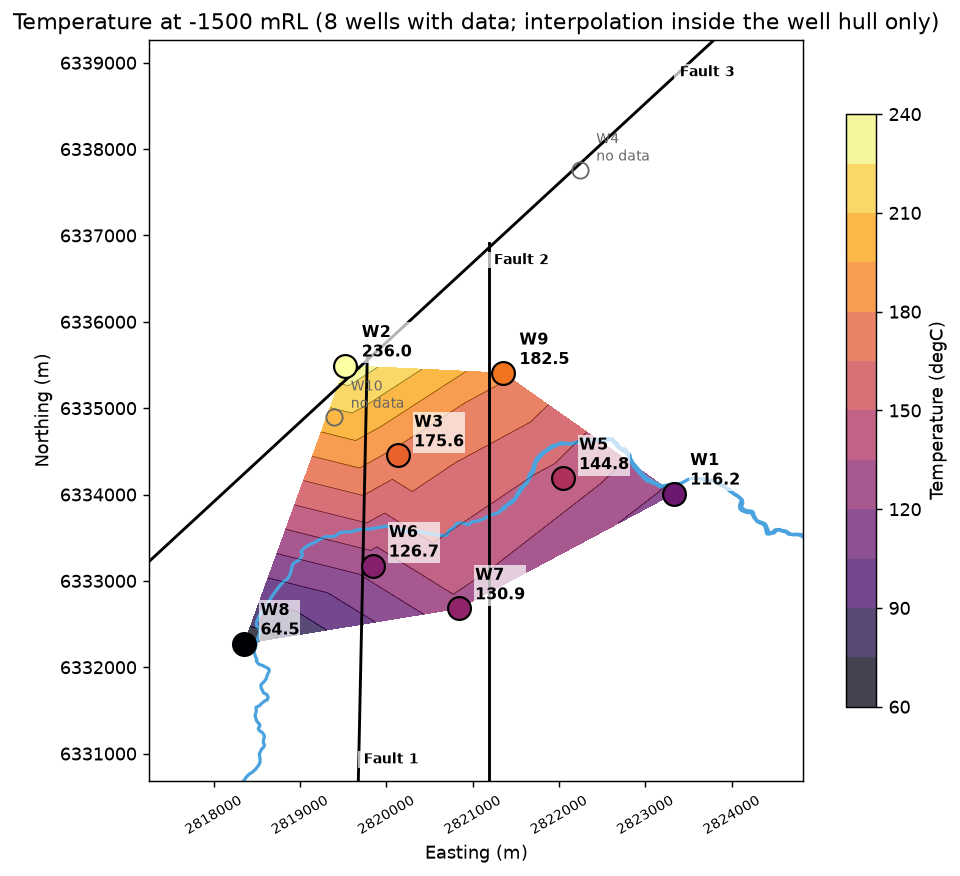 Temperature at -1500 mRL (8 wells with data; interpolation inside the well hull only)
6339000
6338000
6337000
6336000
6335000
6334000
6333000
6332000
6331000
Northing (m)
2818000
2819000
2820000
2821000
2822000
2823000
2824000
Easting (m)
Fault 3
W4
no data
Fault 2
W2
236.0
W9
182.5
W10
no data
W3
175.6
W5
144.8
W1
116.2
W6
126.7
W7
130.9
W8
64.5
Fault 1
240
210
180
150
120
90
60
Temperature (degC)